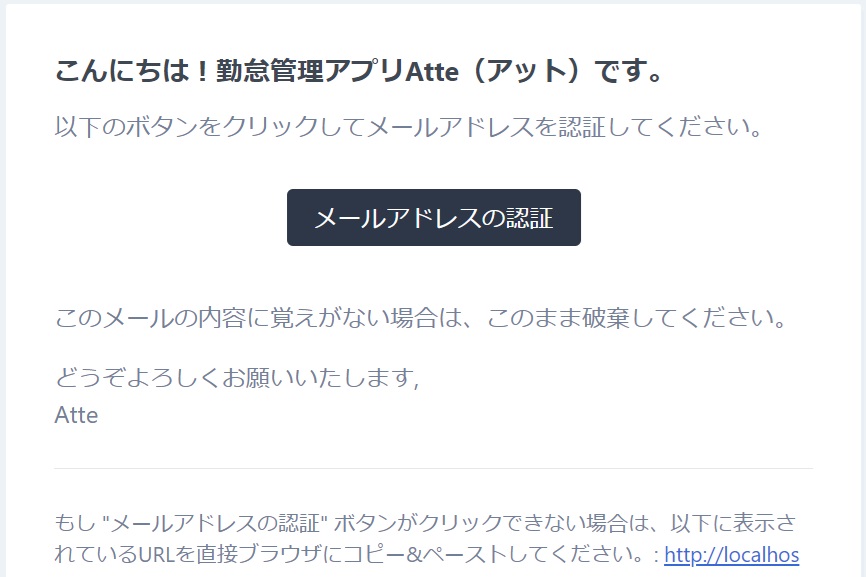 こんにちは！勤怠管理アプリAtte（アット）です。
以下のボタンをクリックしてメールアドレスを認証してください。
メールアドレスの認証
このメールの内容に覚えがない場合は、このまま破棄してください。
どうぞよろしくお願いいたします,
Atte
もし "メールアドレスの認証" ボタンがクリックできない場合は、以下に表示さ
れているURLを直接ブラウザにコピー&ペーストしてください。: http://localhos